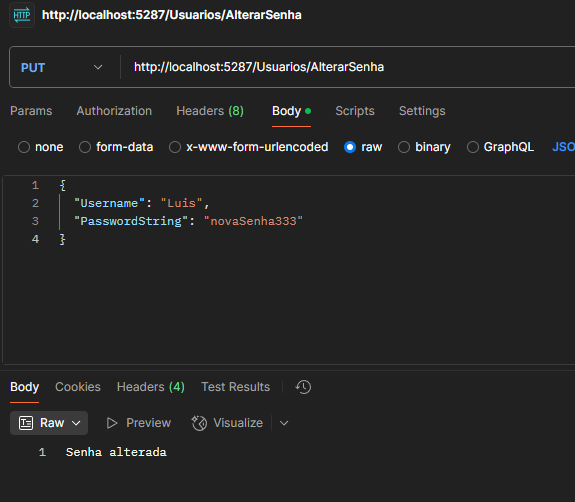 HTTP http://localhost:5287/Usuarios/AlterarSenha
PUT http://localhost:5287/Usuarios/AlterarSenha
Params Authorization Headers (8) Body Scripts Settings
none form-data x-www-form-urlencoded raw binary GraphQL JSO
1 {
2 "Username": "Luis",
3 "PasswordString": "novaSenha333"
4 }
Body Cookies Headers (4) Test Results
Raw Preview Visualize
1 Senha alterada